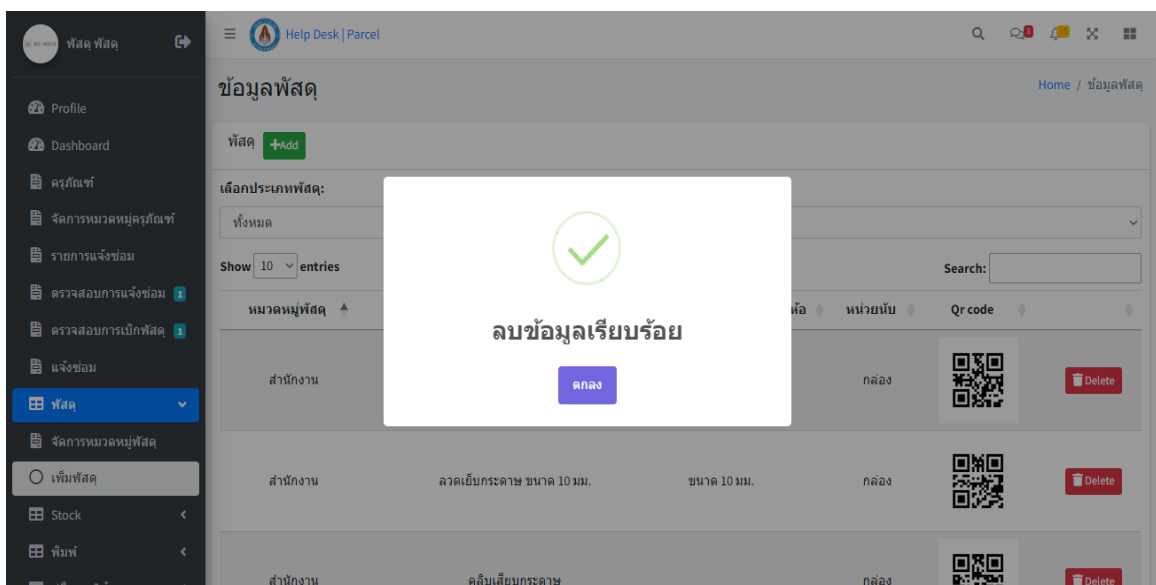 พัสดุ พัสดุ
Help Desk | Parcel
3
15
Profile
Dashboard
ครุภัณฑ์
จัดการหมวดหมู่ครุภัณฑ์
รายการแจ้งซ่อม
ตรวจสอบการแจ้งซ่อม 1
ตรวจสอบการเบิกพัสดุ 1
แจ้งซ่อม
พัสดุ
จัดการหมวดหมู่พัสดุ
เพิ่มพัสดุ
Stock
พิมพ์
ข้อมูลพัสดุ
Home / ข้อมูลพัสดุ
พัสดุ +Add
เลือกประเภทพัสดุ:
ทั้งหมด
Show 10 entries
Search:
หมวดหมู่พัสดุ หน่วยนับ Qr code
ลบข้อมูลเรียบร้อย
ตกลง
สำนักงาน กล่อง Delete
สำนักงาน ลวดเย็บกระดาษ ขนาด 10 มม. ขนาด 10 มม. กล่อง Delete
สำนักงาน คลิบเสียบกระดาษ กล่อง Delete